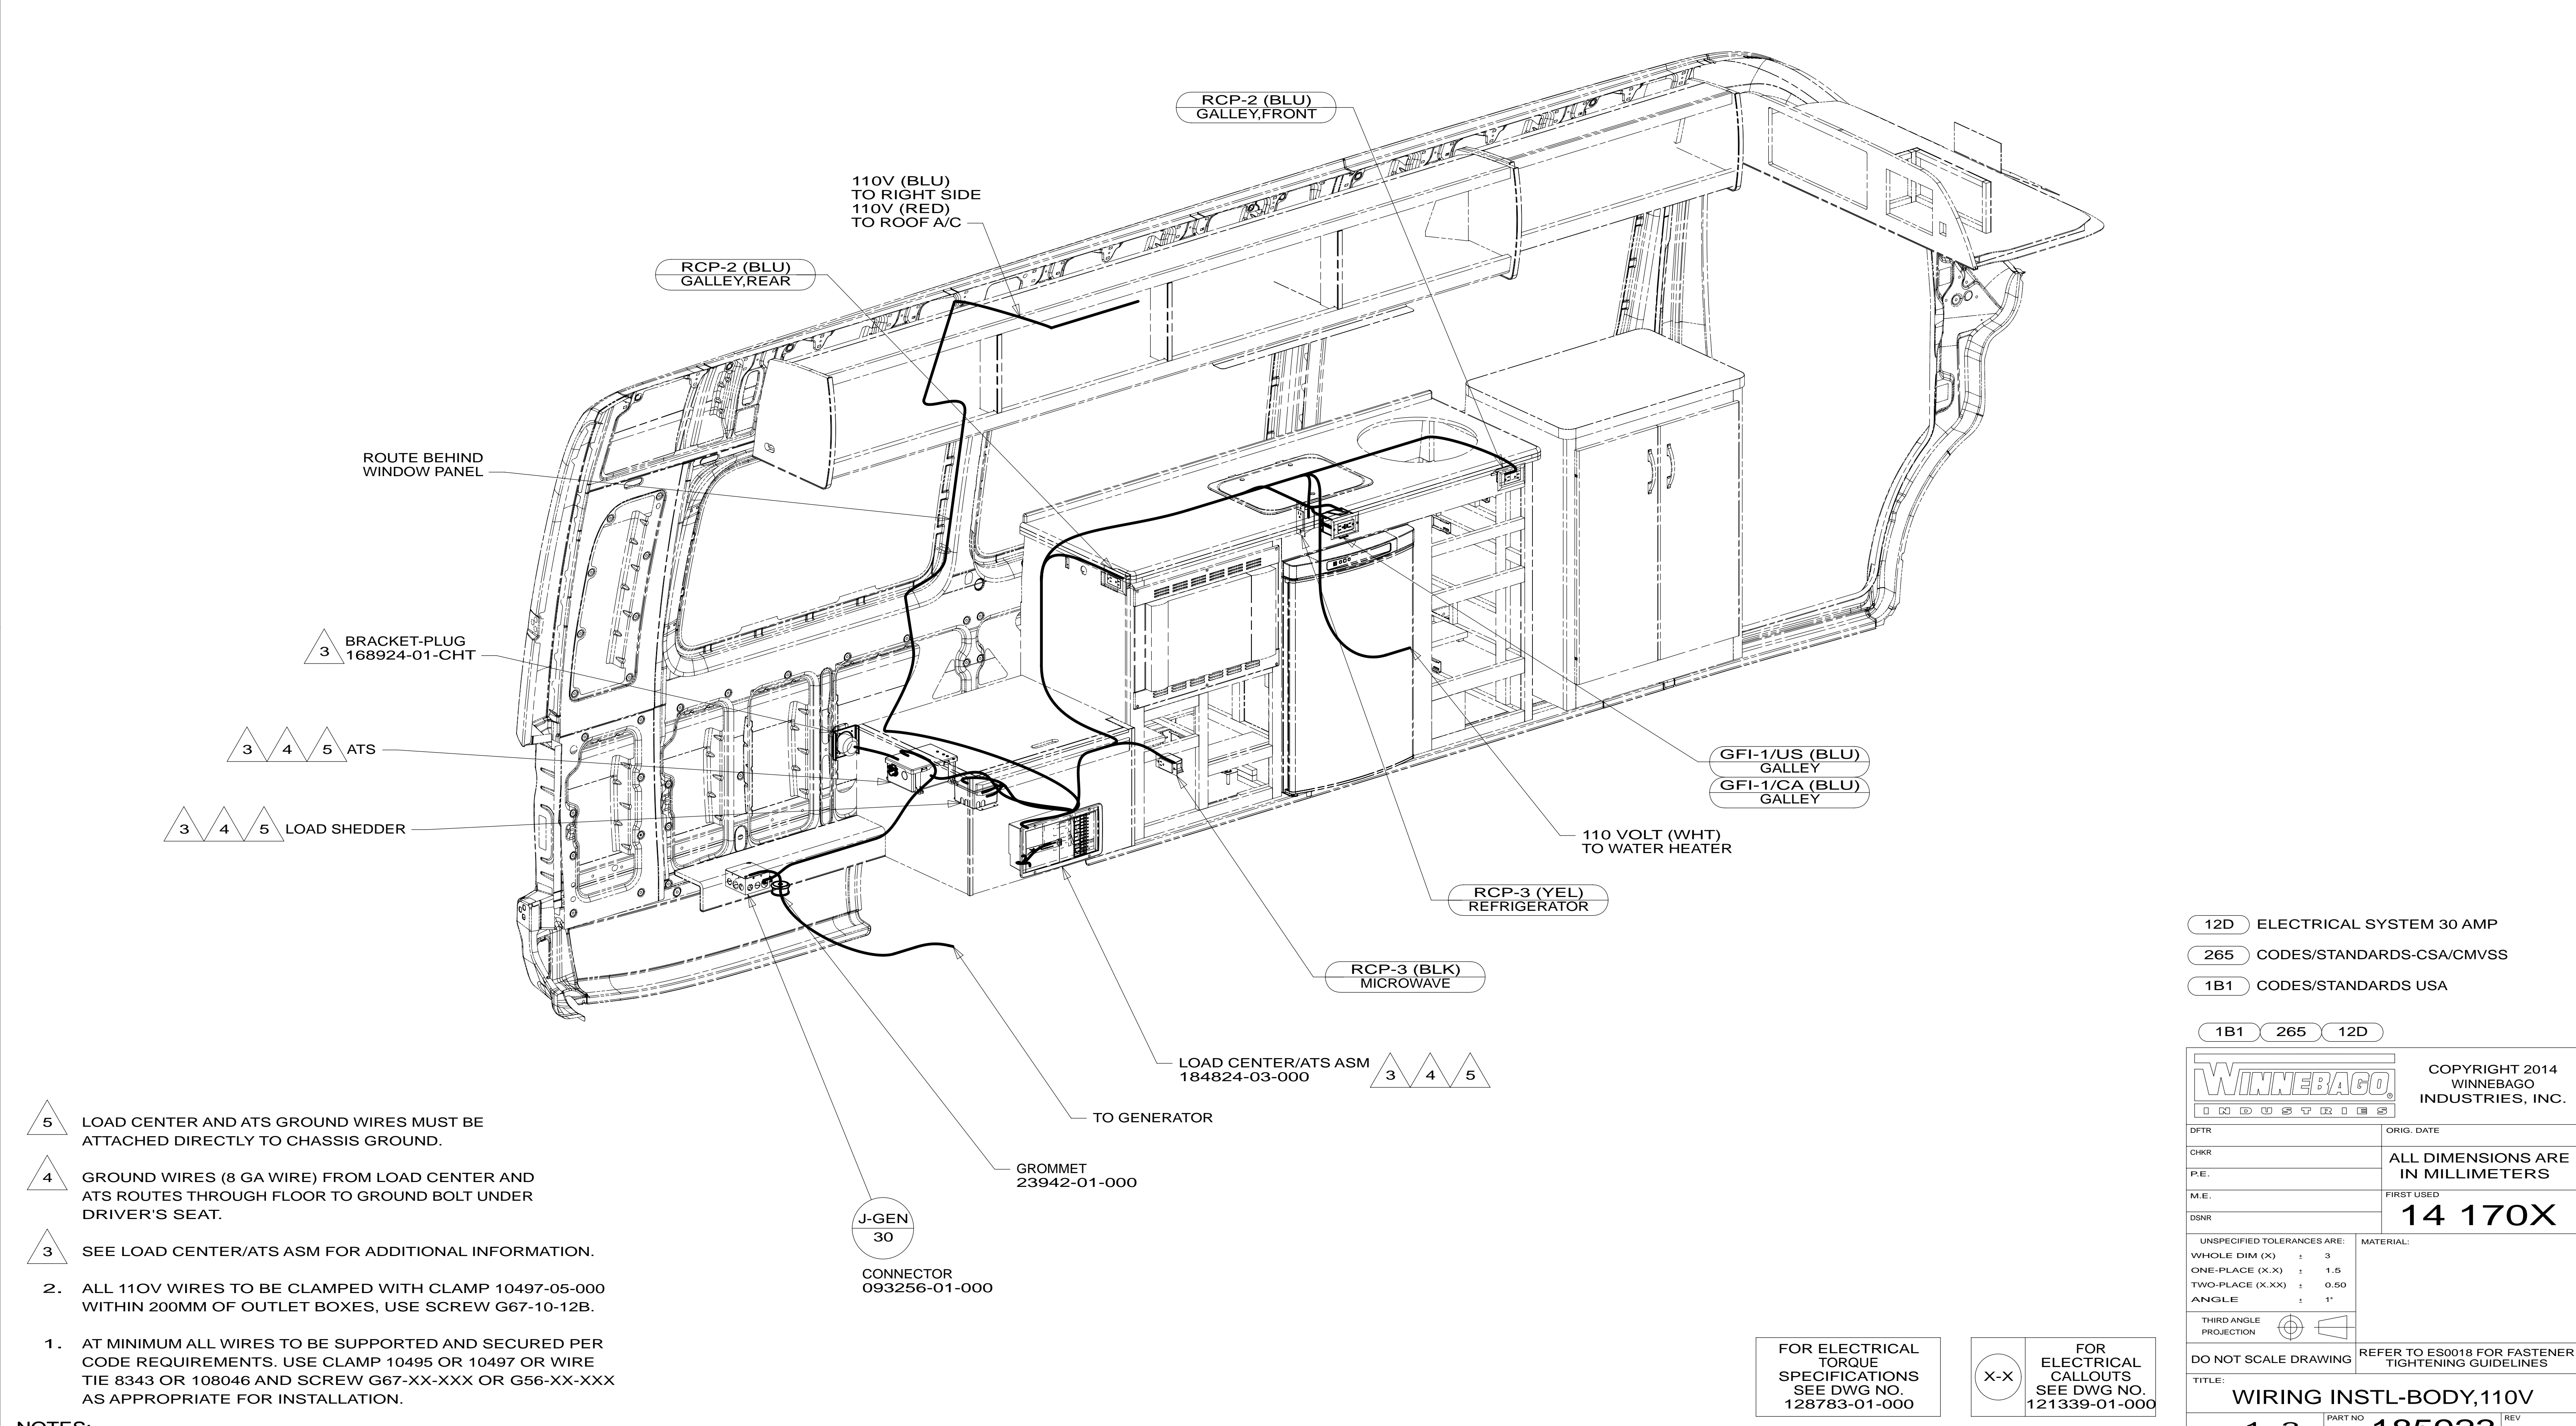 RCP-2 (BLU)
GALLEY,FRONT
110V (BLU)
TO RIGHT SIDE
110V (RED)
TO ROOF A/C
RCP-2 (BLU)
GALLEY,REAR
ROUTE BEHIND
WINDOW PANEL
3 BRACKET-PLUG
168924-01-CHT
3 4 5 ATS
3 4 5 LOAD SHEDDER
GFI-1/US (BLU)
GALLEY
GFI-1/CA (BLU)
GALLEY
110 VOLT (WHT)
TO WATER HEATER
RCP-3 (YEL)
REFRIGERATOR
RCP-3 (BLK)
MICROWAVE
LOAD CENTER/ATS ASM
184824-03-000
3 4 5
TO GENERATOR
GROMMET
23942-01-000
J-GEN
30
CONNECTOR
093256-01-000
5 LOAD CENTER AND ATS GROUND WIRES MUST BE
ATTACHED DIRECTLY TO CHASSIS GROUND.
4 GROUND WIRES (8 GA WIRE) FROM LOAD CENTER AND
ATS ROUTES THROUGH FLOOR TO GROUND BOLT UNDER
DRIVER'S SEAT.
3 SEE LOAD CENTER/ATS ASM FOR ADDITIONAL INFORMATION.
2. ALL 11OV WIRES TO BE CLAMPED WITH CLAMP 10497-05-000
WITHIN 200MM OF OUTLET BOXES, USE SCREW G67-10-12B.
1. AT MINIMUM ALL WIRES TO BE SUPPORTED AND SECURED PER
CODE REQUIREMENTS. USE CLAMP 10495 OR 10497 OR WIRE
TIE 8343 OR 108046 AND SCREW G67-XX-XXX OR G56-XX-XXX
AS APPROPRIATE FOR INSTALLATION.
NOTES:
FOR ELECTRICAL
TORQUE
SPECIFICATIONS
SEE DWG NO.
128783-01-000
X-X
FOR
ELECTRICAL
CALLOUTS
SEE DWG NO.
121339-01-000
12D ELECTRICAL SYSTEM 30 AMP
265 CODES/STANDARDS-CSA/CMVSS
1B1 CODES/STANDARDS USA
1B1 265 12D
WINNEBAGO
INDUSTRIES
®
COPYRIGHT 2014
WINNEBAGO
INDUSTRIES, INC.
DFTR
ORIG. DATE
CHKR
ALL DIMENSIONS ARE
IN MILLIMETERS
P.E.
M.E.
FIRST USED
14 170X
DSNR
UNSPECIFIED TOLERANCES ARE:
WHOLE DIM (X) ± 3
ONE-PLACE (X.X) ± 1.5
TWO-PLACE (X.XX) ± 0.50
ANGLE ± 1°
MATERIAL:
THIRD ANGLE
PROJECTION
DO NOT SCALE DRAWING
REFER TO ES0018 FOR FASTENER
TIGHTENING GUIDELINES
TITLE:
WIRING INSTL-BODY,110V
PART NO
REV